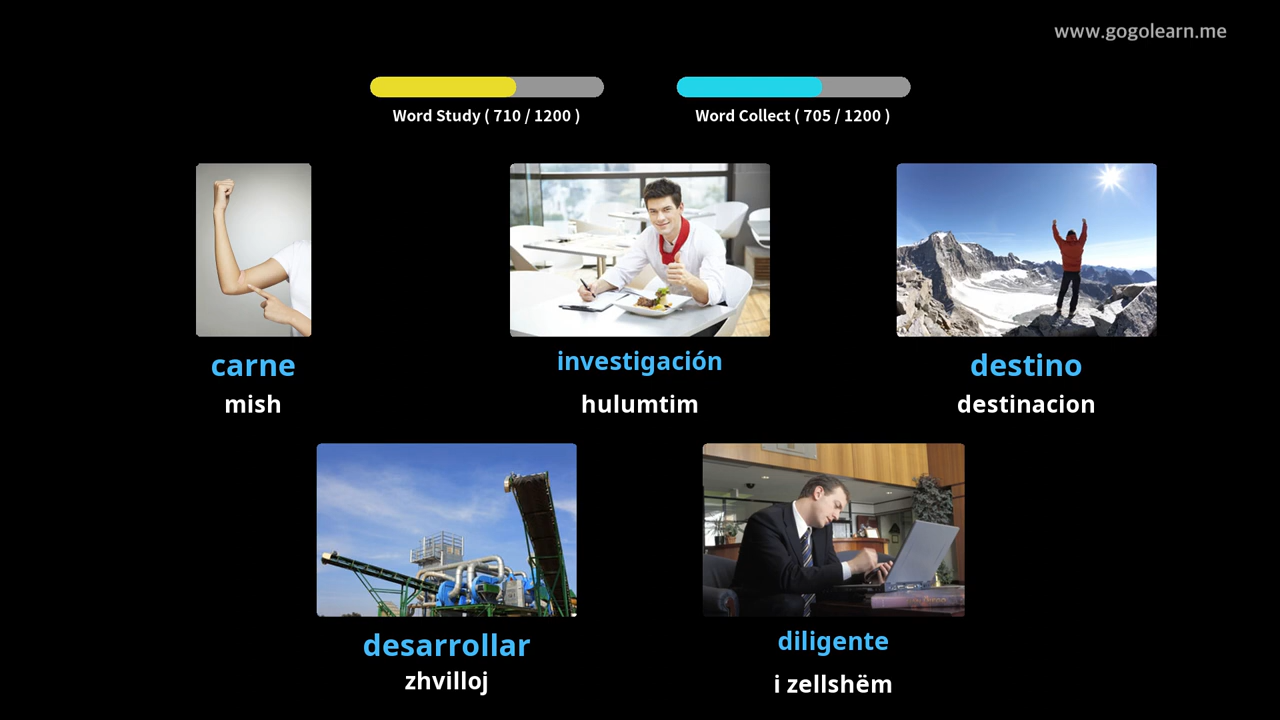 www.gogolearn.me
Word Study ( 710 / 1200 )
Word Collect ( 705 / 1200 )
carne
mish
investigación
hulumtim
destino
destinacion
desarrollar
zhvilloj
diligente
i zellshëm